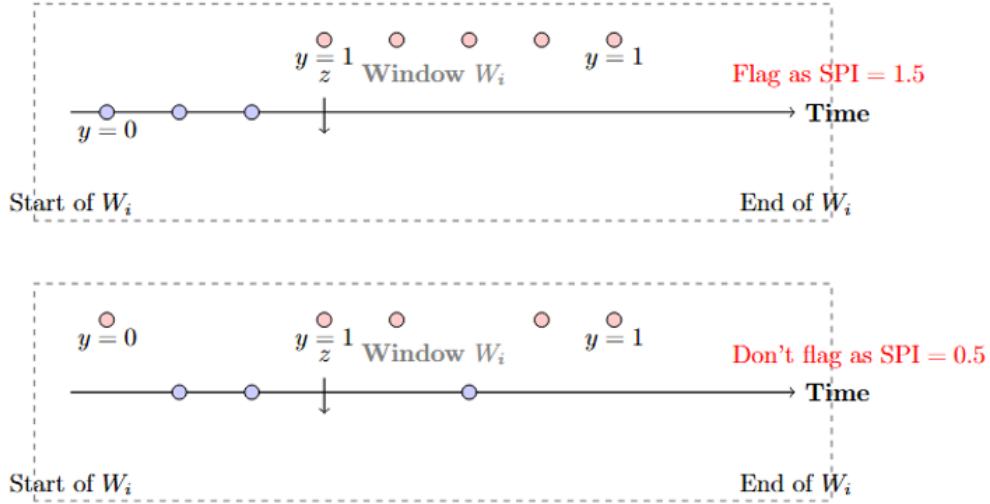 y = 1
y = 1
z
Window W_i
Flag as SPI = 1.5
Time
y = 0
Start of W_i
End of W_i
y = 0
y = 1
y = 1
z
Window W_i
Don't flag as SPI = 0.5
Time
Start of W_i
End of W_i